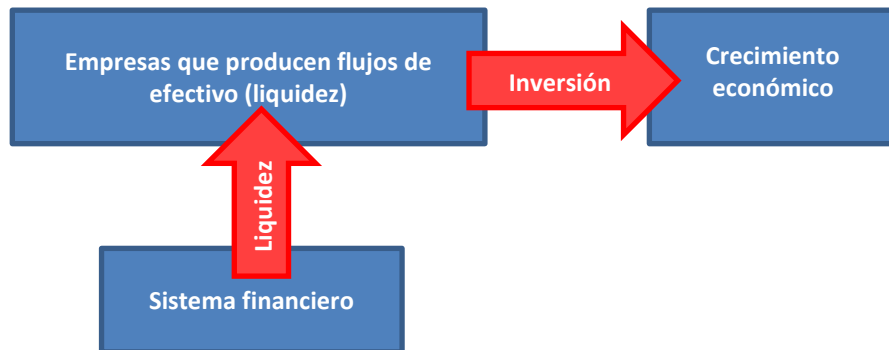 Empresas que producen flujos de
efectivo (liquidez)
Inversión
Crecimiento
económico
Liquidez
Sistema financiero